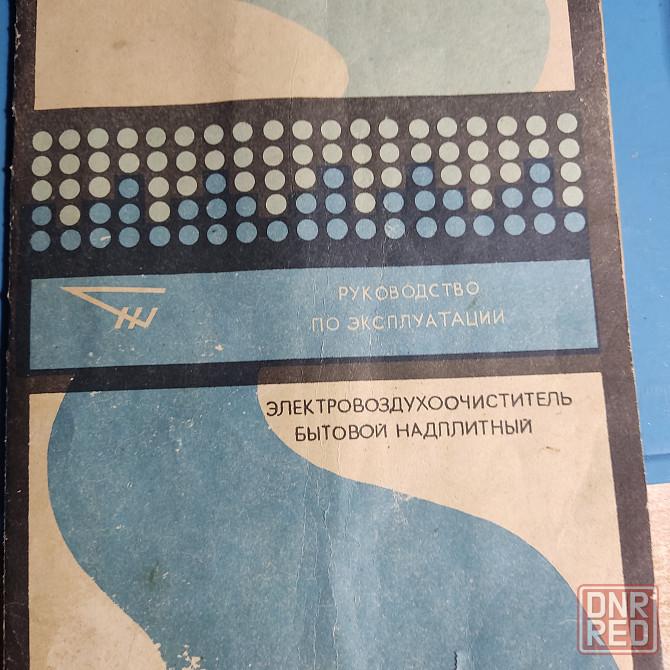 РУКОВОДСТВО
ПО ЭКСПЛУАТАЦИИ
ЭЛЕКТРОВОЗДУХООЧИСТИТЕЛЬ
БЫТОВОЙ НАДПЛИТНЫЙ
DNR
RED